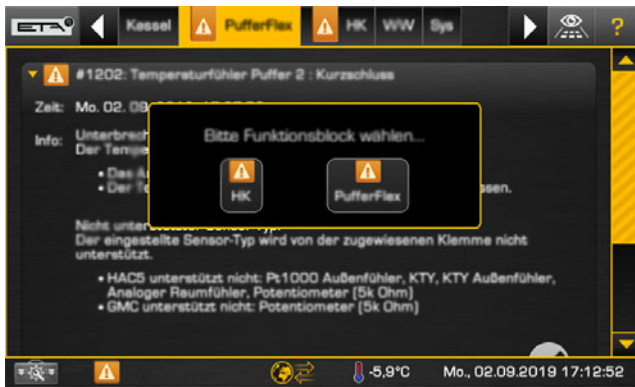 ETA Kessel PufferFlex HK WW Sys ?
#1202: Temperaturfühler Puffer 2 : Kurzschluss
Zeit: Mo. 02. 09.
Info:
Der
Bitte Funktionsblock wählen...
HK PufferFlex
• Der
Nicht
Der eingestellte Sensor-Typ wird von der zugewiesenen Klemme nicht
unterstützt.
• HAC5 unterstützt nicht: Pt1000 Außenfühler, KTY, KTY Außenfühler,
Analoger Raumfühler, Potentiometer (5k Ohm)
• GMC unterstützt nicht: Potentiometer (5k Ohm)
-5,9°C Mo., 02.09.2019 17:12:52